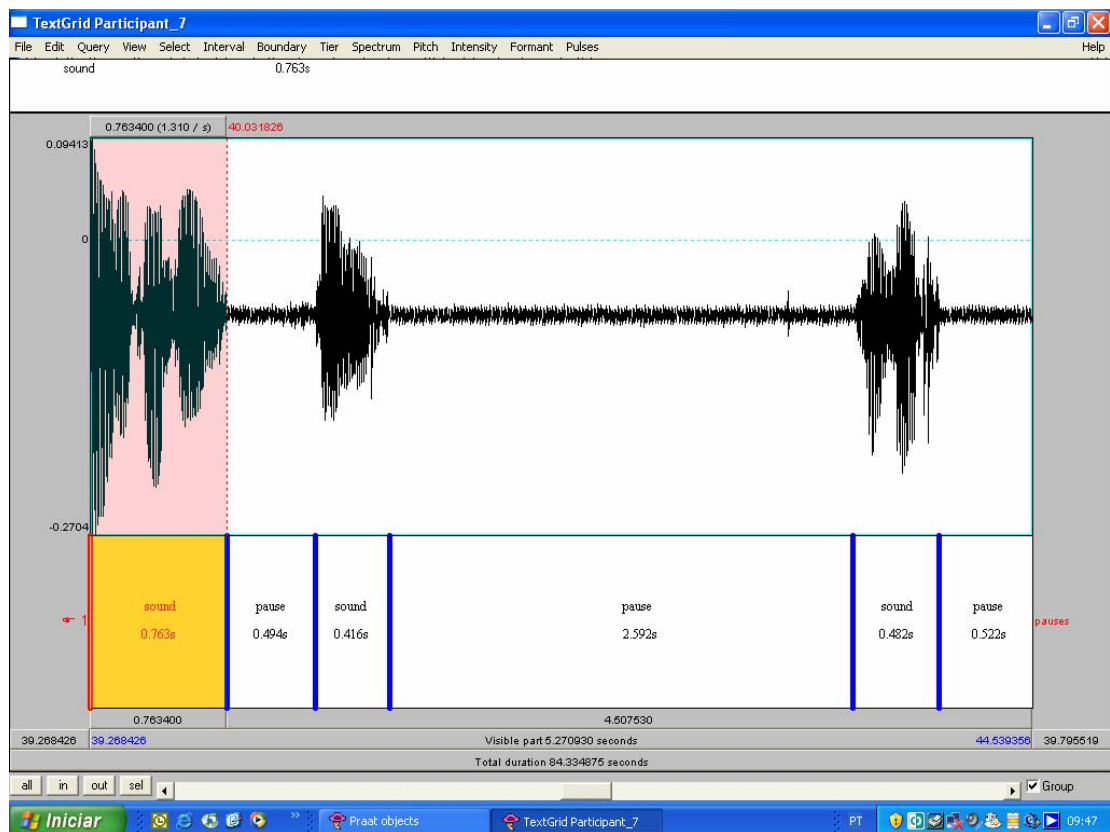 TextGrid Participant_7
File Edit Query View Select Interval Boundary Tier Spectrum Pitch Intensity Formant Pulses Help
sound 0.763s
0.763400 (1.310 / s) 40.031826
0.09413
0
-0.2704
sound pause sound pause sound pause
1 pauses
0.763s 0.494s 0.416s 2.592s 0.482s 0.522s
0.763400 4.507530
39.268426 39.268426 Visible part 5.270930 seconds 44.539356 39.795519
Total duration 84.334875 seconds
all in out sel Group
Iniciar Praat objects TextGrid Participant_7 PT 09:47